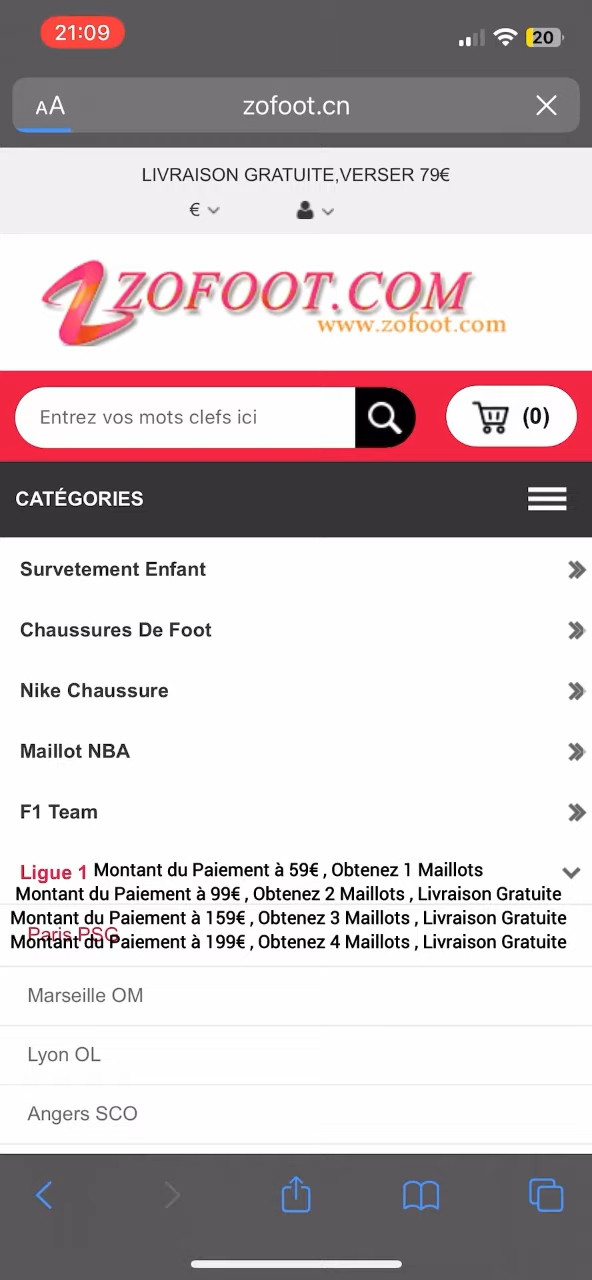 21:09
20
AA
zofoot.cn
LIVRAISON GRATUITE,VERSER 79€
€
ZOFOOT.COM
www.zofoot.com
Entrez vos mots clefs ici
(0)
CATÉGORIES
Survetement Enfant
Chaussures De Foot
Nike Chaussure
Maillot NBA
F1 Team
Ligue 1
Montant du Paiement à 59€ , Obtenez 1 Maillots
Montant du Paiement à 99€ , Obtenez 2 Maillots , Livraison Gratuite
Montant du Paiement à 159€ , Obtenez 3 Maillots , Livraison Gratuite
Paris PSG
Montant du Paiement à 199€ , Obtenez 4 Maillots , Livraison Gratuite
Marseille OM
Lyon OL
Angers SCO